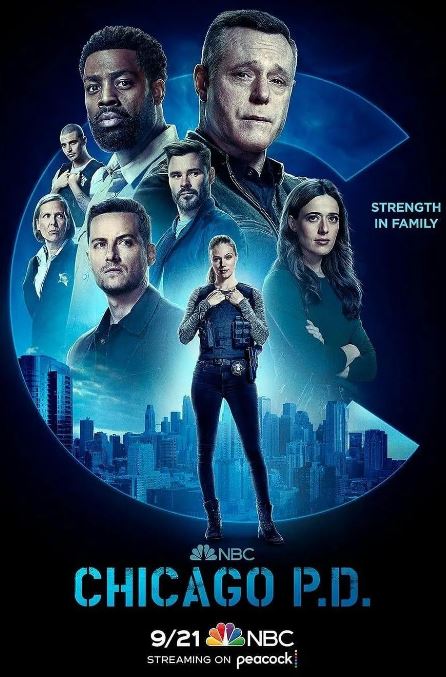 STRENGTH
IN FAMILY
NBC
CHICAGO P.D.
9/21 NBC
STREAMING ON peacock